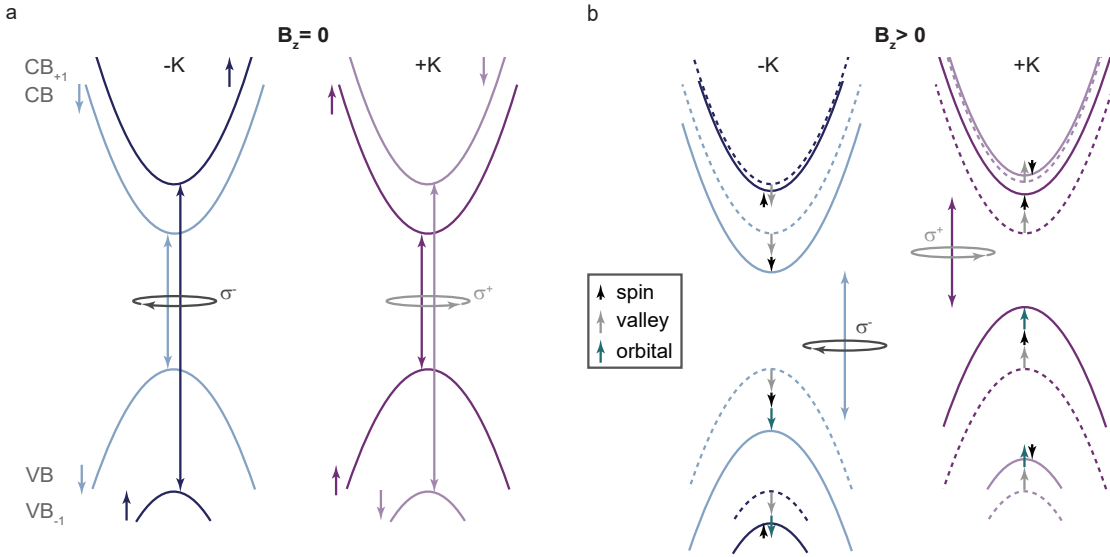 a
B_z= 0
-K
+K
CB_+1
CB
σ-
σ+
VB
VB_-1
b
B_z> 0
-K
+K
σ+
spin
valley
orbital
σ-